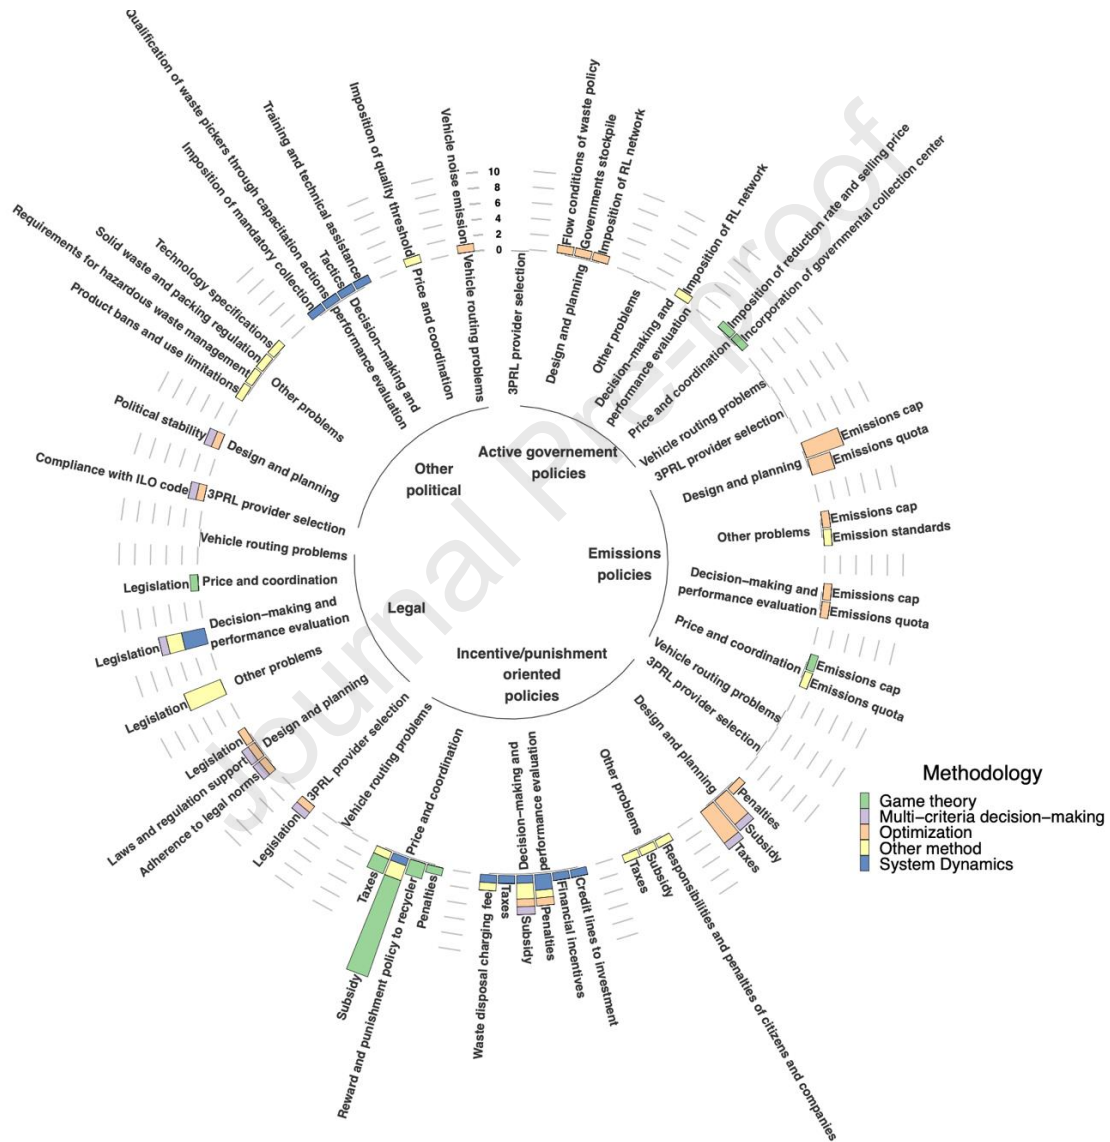 Journal Pre-proof
10
8
6
4
2
0
Active governement
policies
3PRL provider selection
Design and planning
Flow conditions of waste policy
Governments stockpile
Imposition of RL network
Other problems
Decision-making and
performance evaluation
Imposition of RL network
Price and coordination
Imposition of reduction rate and selling price
Incorporation of governmental collection center
Vehicle routing problems
Emissions
policies
3PRL provider selection
Design and planning
Emissions cap
Emissions quota
Other problems
Emissions cap
Emission standards
Decision-making and
performance evaluation
Emissions cap
Emissions quota
Price and coordination
Emissions cap
Emissions quota
Vehicle routing problems
Incentive/punishment
oriented
policies
3PRL provider selection
Design and planning
Penalties
Subsidy
Taxes
Other problems
Responsibilities and penalties of citizens and companies
Subsidy
Taxes
Decision-making and
performance evaluation
Credit lines to investment
Financial incentives
Penalties
Subsidy
Taxes
Waste disposal charging fee
Price and coordination
Penalties
Reward and punishment policy to recycler
Subsidy
Taxes
Vehicle routing problems
Legal
3PRL provider selection
Legislation
Design and planning
Adherence to legal norms
Laws and regulation support
Legislation
Other problems
Legislation
Decision-making and
performance evaluation
Legislation
Price and coordination
Legislation
Vehicle routing problems
Other
political
3PRL provider selection
Compliance with ILO code
Design and planning
Political stability
Other problems
Product bans and use limitations
Requirements for hazardous waste management
Solid waste and packing regulation
Technology specifications
Decision-making and
performance evaluation
Imposition of mandatory collection
Qualification of waste pickers through capacitation actions
Tactics
Training and technical assistance
Price and coordination
Imposition of quality threshold
Vehicle routing problems
Vehicle noise emission
Methodology
Game theory
Multi-criteria decision-making
Optimization
Other method
System Dynamics